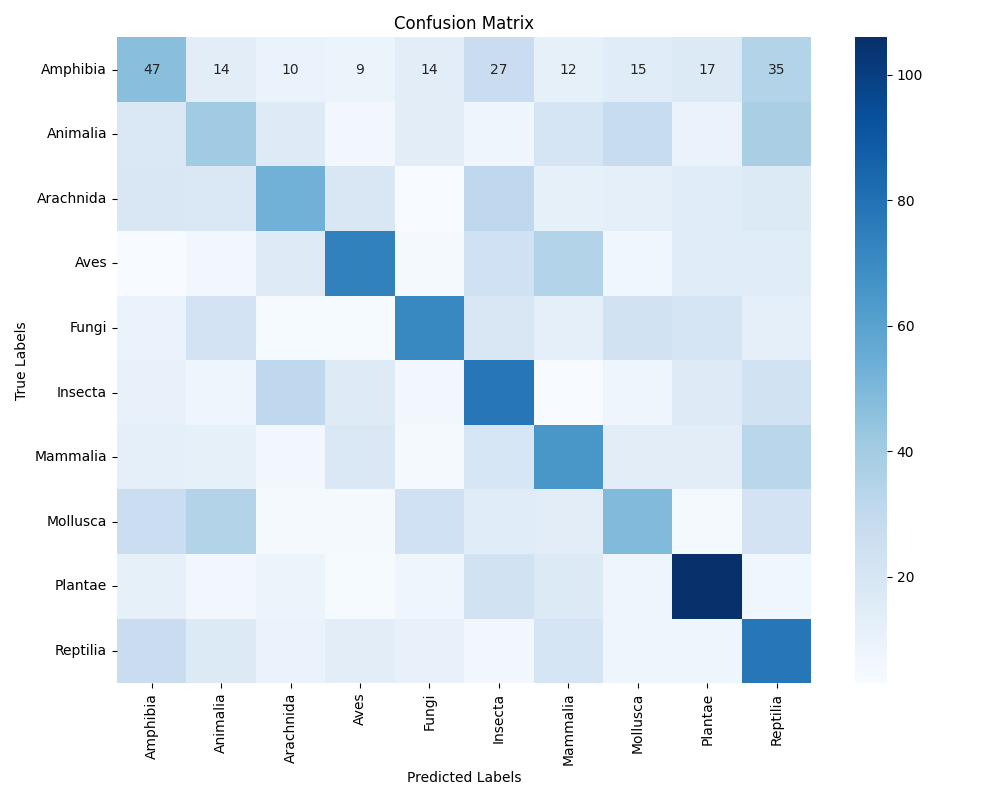 Confusion Matrix
True Labels
Amphibia 47 14 10 9 14 27 12 15 17 35
Animalia
Arachnida
Aves
Fungi
Insecta
Mammalia
Mollusca
Plantae
Reptilia
Amphibia Animalia Arachnida Aves Fungi Insecta Mammalia Mollusca Plantae Reptilia
Predicted Labels
100
80
60
40
20